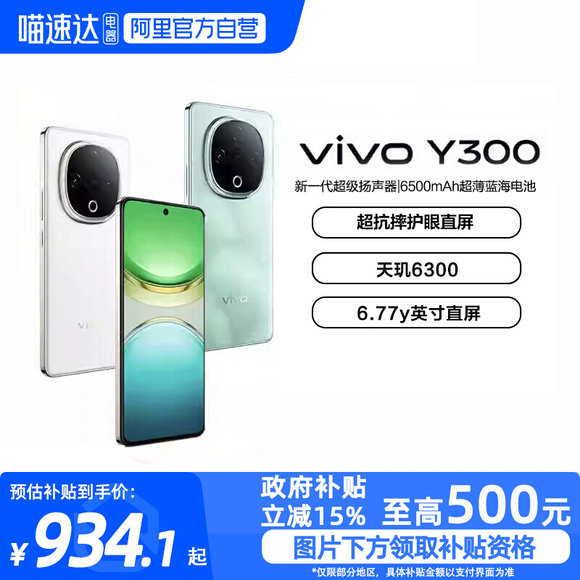 喵速达电器 阿里官方自营
vivo Y300
新一代超级扬声器|6500mAh超薄蓝海电池
超抗摔护眼直屏
天玑6300
6.77y英寸直屏
vivo
vivo
预估补贴到手价:
¥934.1起
政府补贴
立减15%
至高500元
图片下方领取补贴资格
*仅限部分地区,具体补贴金额以支付界面为准